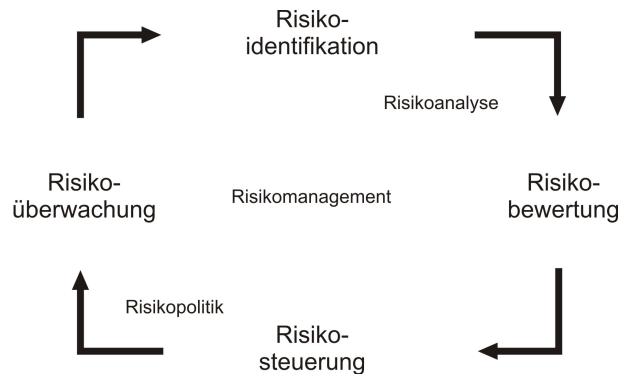 Risiko-
identifikation
Risikoanalyse
Risiko-
überwachung
Risikomanagement
Risiko-
bewertung
Risikopolitik
Risiko-
steuerung